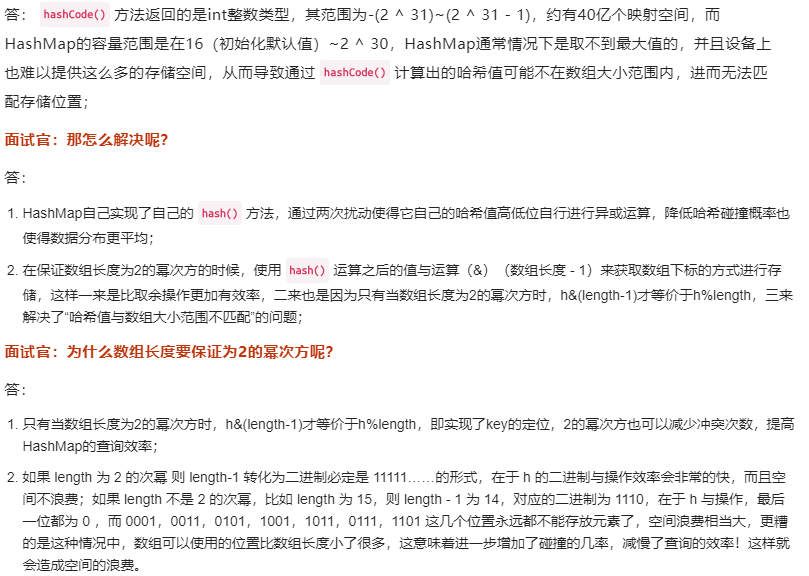 答： hashCode() 方法返回的是int整数类型，其范围为-(2 ^ 31)~(2 ^ 31 - 1)，约有40亿个映射空间，而
HashMap的容量范围是在16（初始化默认值）~2 ^ 30，HashMap通常情况下是取不到最大值的，并且设备上
也难以提供这么多的存储空间，从而导致通过 hashCode() 计算出的哈希值可能不在数组大小范围内，进而无法匹
配存储位置；
面试官：那怎么解决呢？
答：
1. HashMap自己实现了自己的 hash() 方法，通过两次扰动使得它自己的哈希值高低位自行进行异或运算，降低哈希碰撞概率也
使得数据分布更平均；
2. 在保证数组长度为2的幂次方的时候，使用 hash() 运算之后的值与运算（&）（数组长度 - 1）来获取数组下标的方式进行存
储，这样一来是比取余操作更加有效率，二来也是因为只有当数组长度为2的幂次方时，h&(length-1)才等价于h%length，三来
解决了“哈希值与数组大小范围不匹配”的问题；
面试官：为什么数组长度要保证为2的幂次方呢？
答：
1. 只有当数组长度为2的幂次方时，h&(length-1)才等价于h%length，即实现了key的定位，2的幂次方也可以减少冲突次数，提高
HashMap的查询效率；
2. 如果 length 为 2 的次幂 则 length-1 转化为二进制必定是 11111……的形式，在于 h 的二进制与操作效率会非常的快，而且空
间不浪费；如果 length 不是 2 的次幂，比如 length 为 15，则 length - 1 为 14，对应的二进制为 1110，在于 h 与操作，最后
一位都为 0 ，而 0001，0011，0101，1001，1011，0111，1101 这几个位置永远都不能存放元素了，空间浪费相当大，更糟
的是这种情况中，数组可以使用的位置比数组长度小了很多，这意味着进一步增加了碰撞的几率，减慢了查询的效率！这样就
会造成空间的浪费。